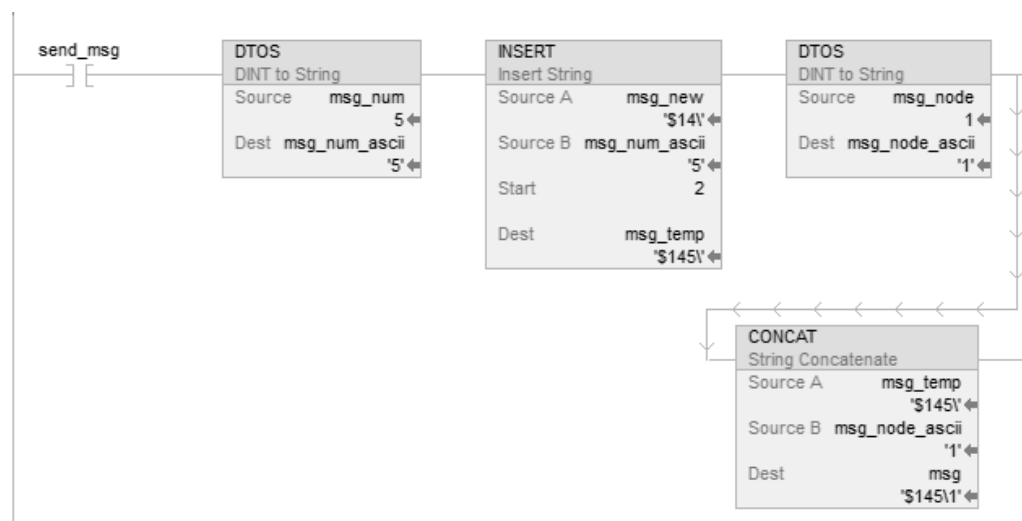 send_msg
DTOS
DINT to String
Source msg_num
5
Dest msg_num_ascii
'5'
INSERT
Insert String
Source A msg_new
'$14\'
Source B msg_num_ascii
'5'
Start 2
Dest msg_temp
'$145\'
DTOS
DINT to String
Source msg_node
1
Dest msg_node_ascii
'1'
CONCAT
String Concatenate
Source A msg_temp
'$145\'
Source B msg_node_ascii
'1'
Dest msg
'$145\1'